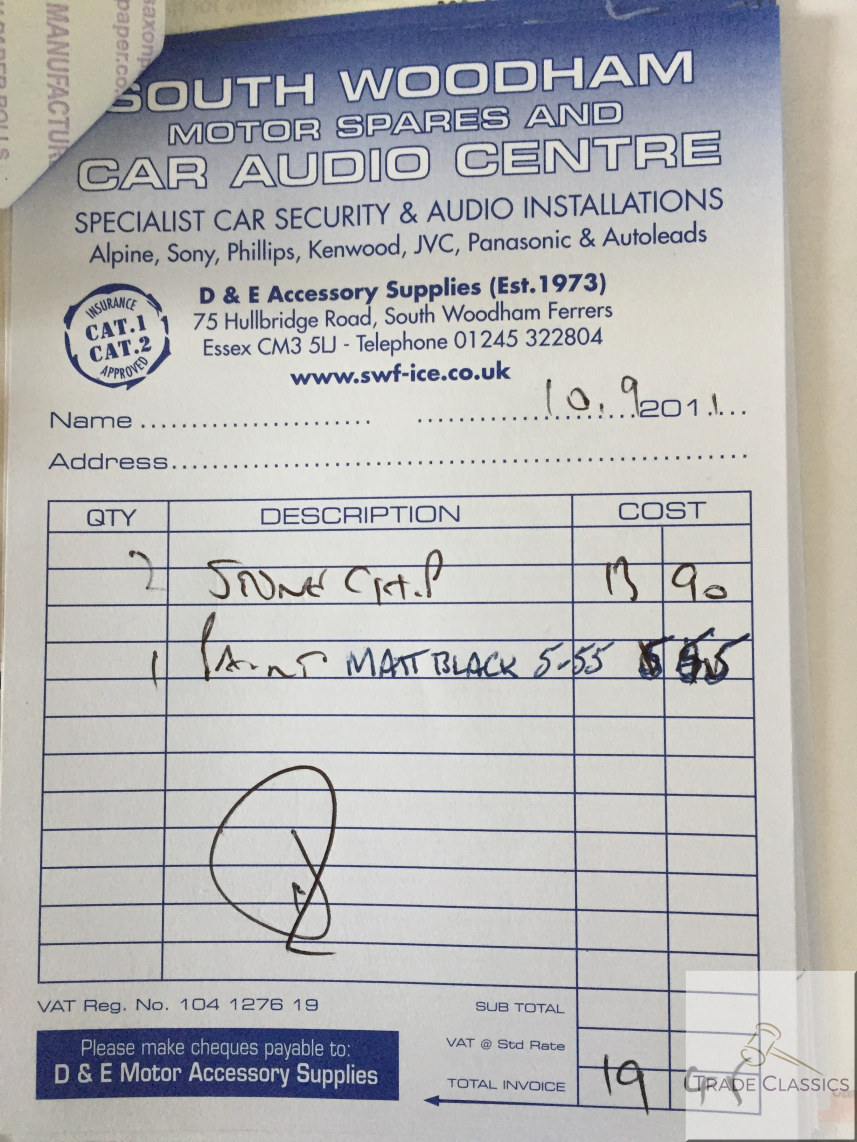 MANUFACTUR
SOUTH WOODHAM
MOTOR SPARES AND
CAR AUDIO CENTRE
SPECIALIST CAR SECURITY & AUDIO INSTALLATIONS
Alpine, Sony, Phillips, Kenwood, JVC, Panasonic & Autoleads
INSURANCE
CAT.1
CAT.2
APPROVED
D & E Accessory Supplies (Est.1973)
75 Hullbridge Road, South Woodham Ferrers
Essex CM3 5LJ - Telephone 01245 322804
www.swf-ice.co.uk
Name 10.9 2011
Address
QTY DESCRIPTION COST
2 STONE CHIP 13 90
1 PAINT MATT BLACK 5-55
VAT Reg. No. 104 1276 19 SUB TOTAL
VAT @ Std Rate
Please make cheques payable to:
D & E Motor Accessory Supplies
TOTAL INVOICE 19
TRADE CLASSICS